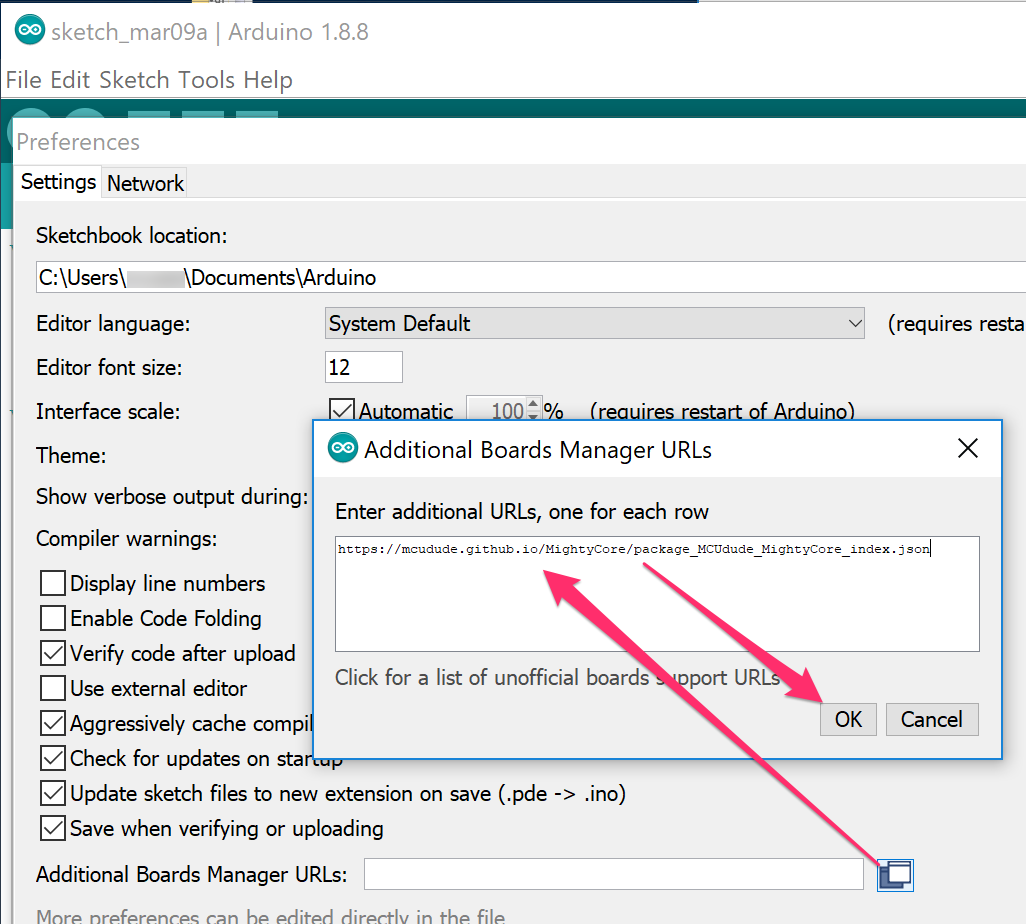 sketch_mar09a | Arduino 1.8.8
File Edit Sketch Tools Help
Preferences
Settings Network
Sketchbook location:
C:\Users\ \Documents\Arduino
Editor language: System Default (requires resta
Editor font size: 12
Interface scale: Automatic 100 % (requires restart of Arduino)
Theme:
Show verbose output during:
Compiler warnings:
Additional Boards Manager URLs
Enter additional URLs, one for each row
https://mcudude.github.io/MightyCore/package_MCUdude_MightyCore_index.json
Click for a list of unofficial boards support URLs
OK Cancel
Display line numbers
Enable Code Folding
Verify code after upload
Use external editor
Aggressively cache compil
Check for updates on startup
Update sketch files to new extension on save (.pde -> .ino)
Save when verifying or uploading
Additional Boards Manager URLs:
More preferences can be edited directly in the file